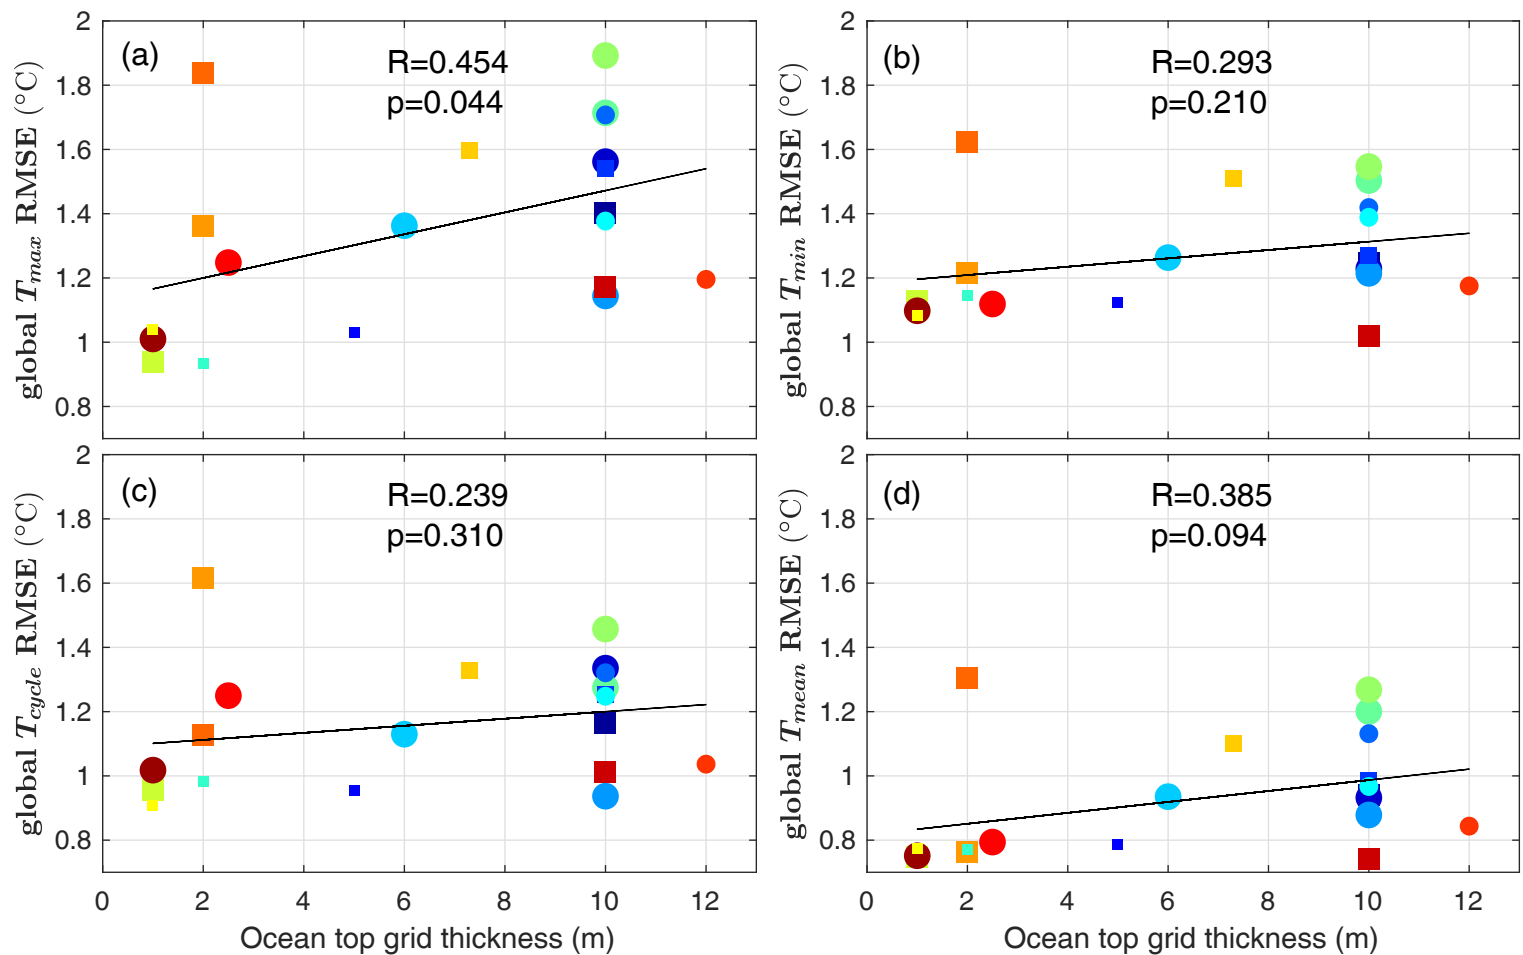 (a)
R=0.454
p=0.044
global T_max RMSE (°C)
2
1.8
1.6
1.4
1.2
1
0.8
(b)
R=0.293
p=0.210
global T_min RMSE (°C)
2
1.8
1.6
1.4
1.2
1
0.8
(c)
R=0.239
p=0.310
global T_cycle RMSE (°C)
2
1.8
1.6
1.4
1.2
1
0.8
0 2 4 6 8 10 12
Ocean top grid thickness (m)
(d)
R=0.385
p=0.094
global T_mean RMSE (°C)
2
1.8
1.6
1.4
1.2
1
0.8
0 2 4 6 8 10 12
Ocean top grid thickness (m)